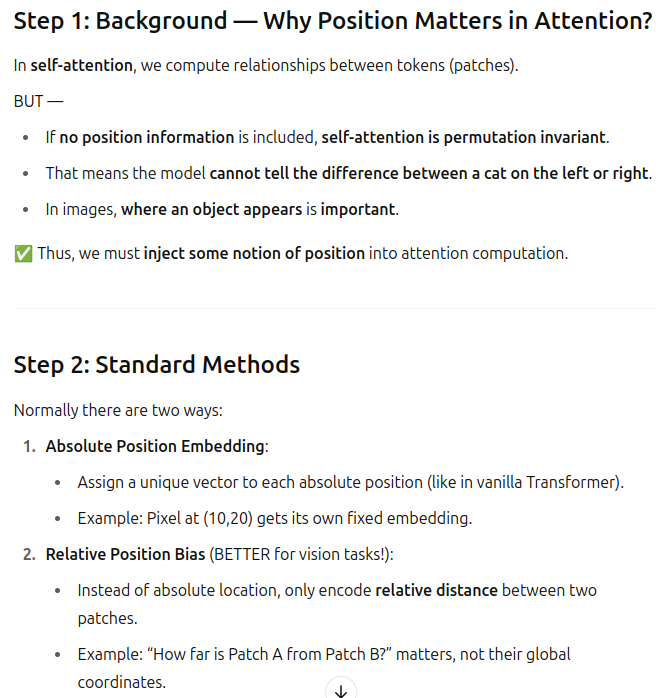 Step 1: Background — Why Position Matters in Attention?
In self-attention, we compute relationships between tokens (patches).
BUT —
• If no position information is included, self-attention is permutation invariant.
• That means the model cannot tell the difference between a cat on the left or right.
• In images, where an object appears is important.
✅ Thus, we must inject some notion of position into attention computation.
Step 2: Standard Methods
Normally there are two ways:
1. Absolute Position Embedding:
• Assign a unique vector to each absolute position (like in vanilla Transformer).
• Example: Pixel at (10,20) gets its own fixed embedding.
2. Relative Position Bias (BETTER for vision tasks!):
• Instead of absolute location, only encode relative distance between two
patches.
• Example: “How far is Patch A from Patch B?” matters, not their global
coordinates.